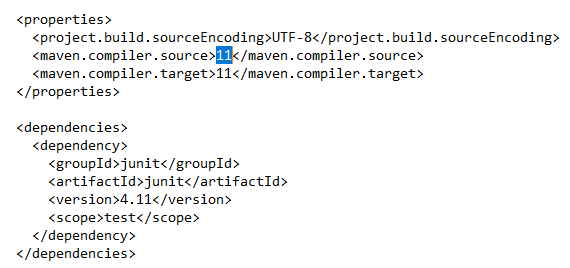 <properties>
<project.build.sourceEncoding>UTF-8</project.build.sourceEncoding>
<maven.compiler.source>11</maven.compiler.source>
<maven.compiler.target>11</maven.compiler.target>
</properties>
<dependencies>
<dependency>
<groupId>junit</groupId>
<artifactId>junit</artifactId>
<version>4.11</version>
<scope>test</scope>
</dependency>
</dependencies>